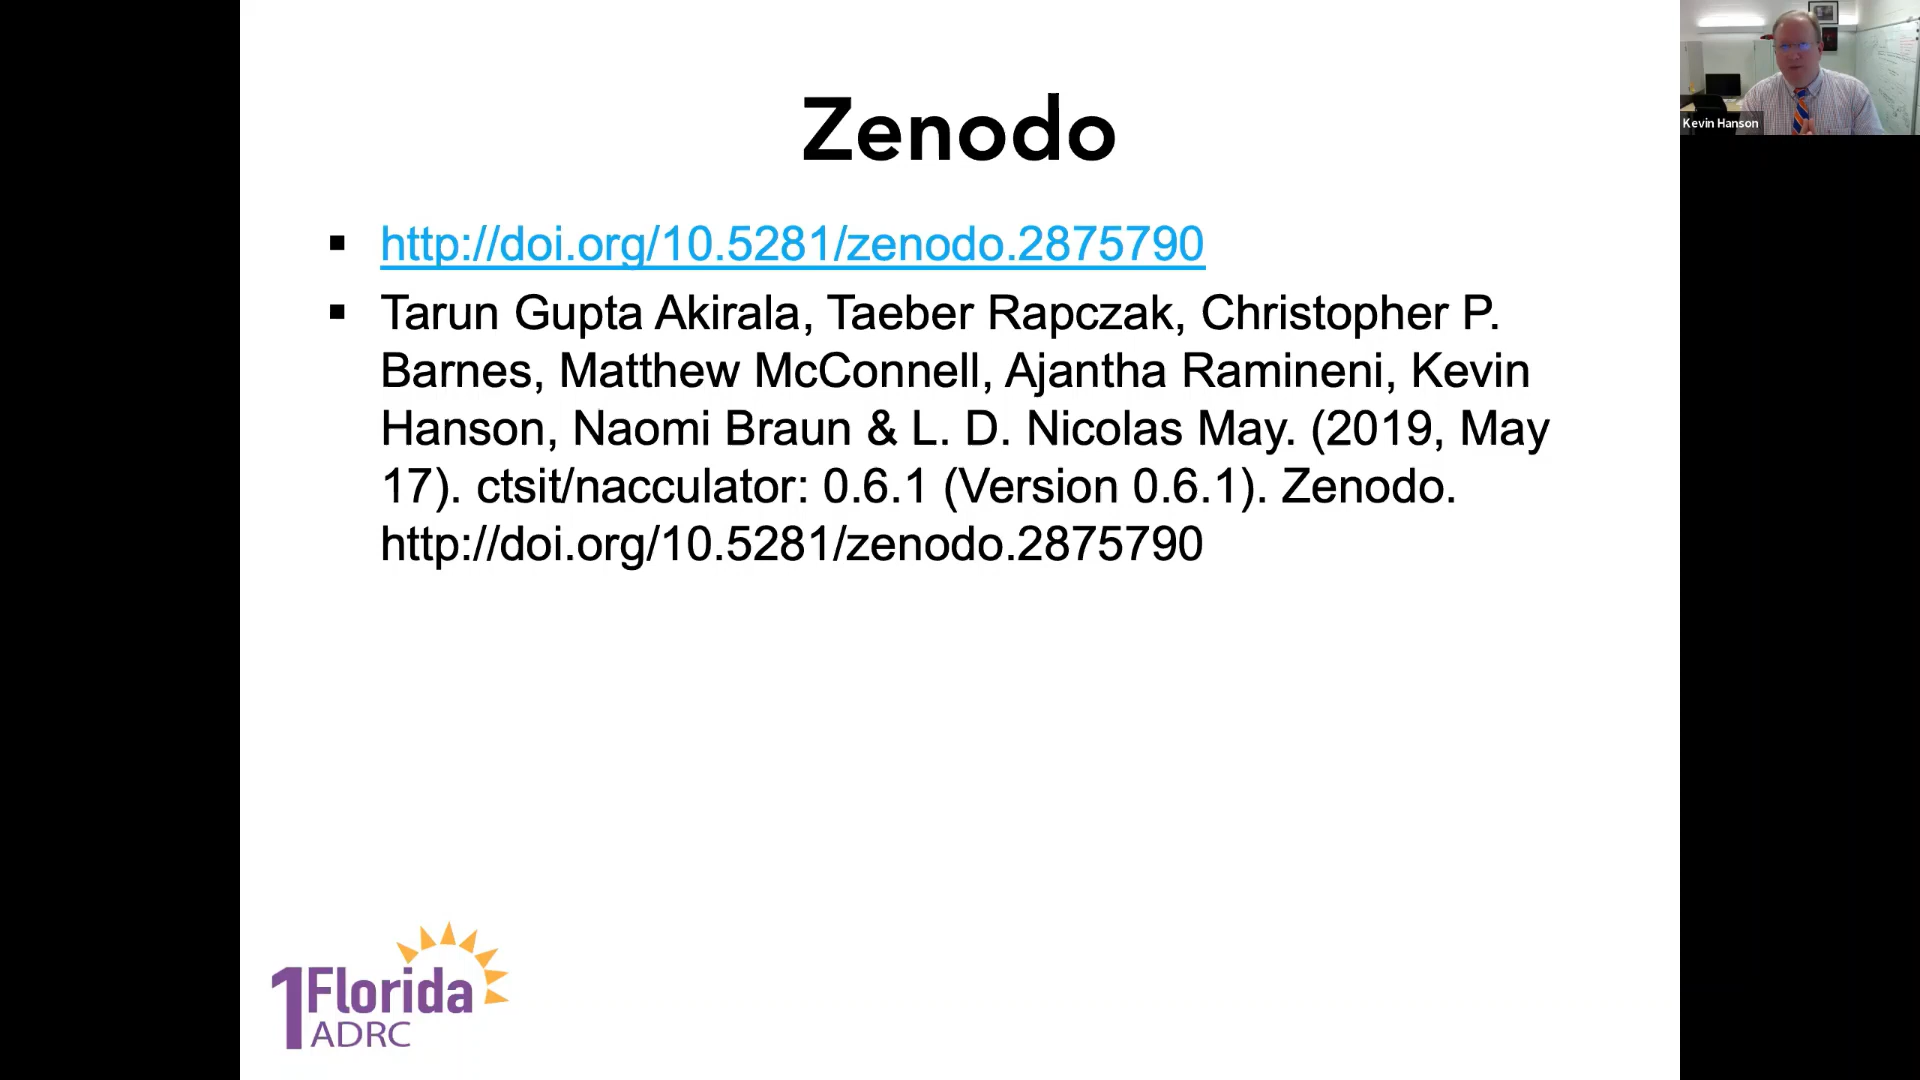 Zenodo
http://doi.org/10.5281/zenodo.2875790
Tarun Gupta Akirala, Taeber Rapczak, Christopher P.
Barnes, Matthew McConnell, Ajantha Ramineni, Kevin
Hanson, Naomi Braun & L. D. Nicolas May. (2019, May
17). ctsit/nacculator: 0.6.1 (Version 0.6.1). Zenodo.
http://doi.org/10.5281/zenodo.2875790
Kevin Hanson
1Florida
ADRC